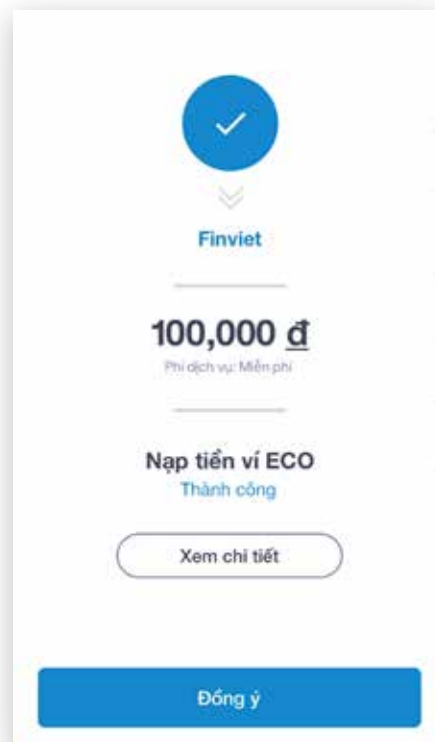 Finviet
100,000 đ
Phí dịch vụ: Miễn phí
Nạp tiền ví ECO
Thành công
Xem chi tiết
Đồng ý